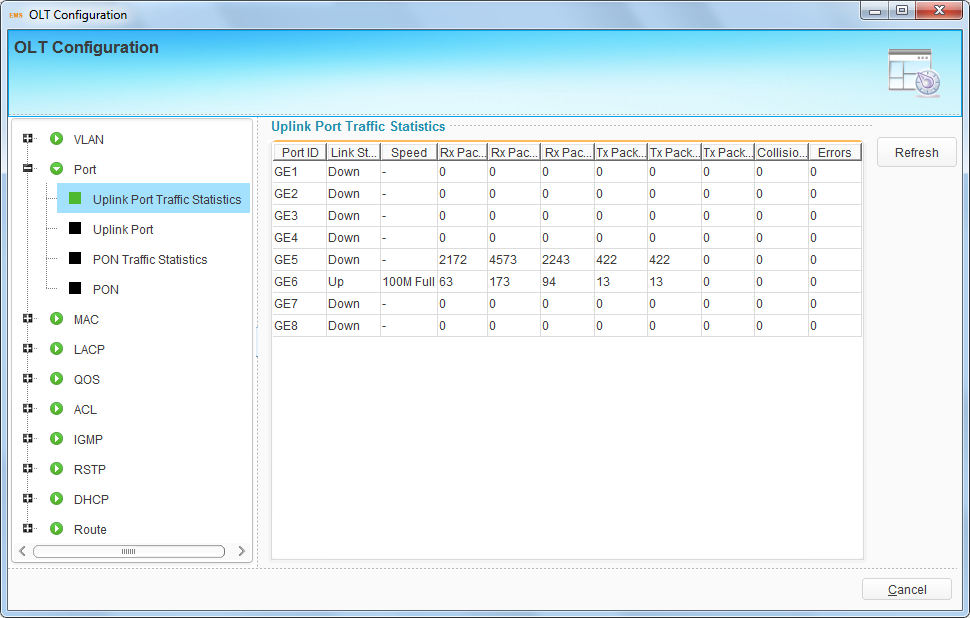 EMS OLT Configuration
OLT Configuration
VLAN
Port
Uplink Port Traffic Statistics
Uplink Port
PON Traffic Statistics
PON
MAC
LACP
QOS
ACL
IGMP
RSTP
DHCP
Route
Uplink Port Traffic Statistics
Port ID Link St... Speed Rx Pac... Rx Pac... Rx Pac... Tx Pack... Tx Pack... Tx Pack... Collisio... Errors
GE1 Down - 0 0 0 0 0 0 0 0
GE2 Down - 0 0 0 0 0 0 0 0
GE3 Down - 0 0 0 0 0 0 0 0
GE4 Down - 0 0 0 0 0 0 0 0
GE5 Down - 2172 4573 2243 422 422 0 0 0
GE6 Up 100M Full 63 173 94 13 13 0 0 0
GE7 Down - 0 0 0 0 0 0 0 0
GE8 Down - 0 0 0 0 0 0 0 0
Refresh
Cancel